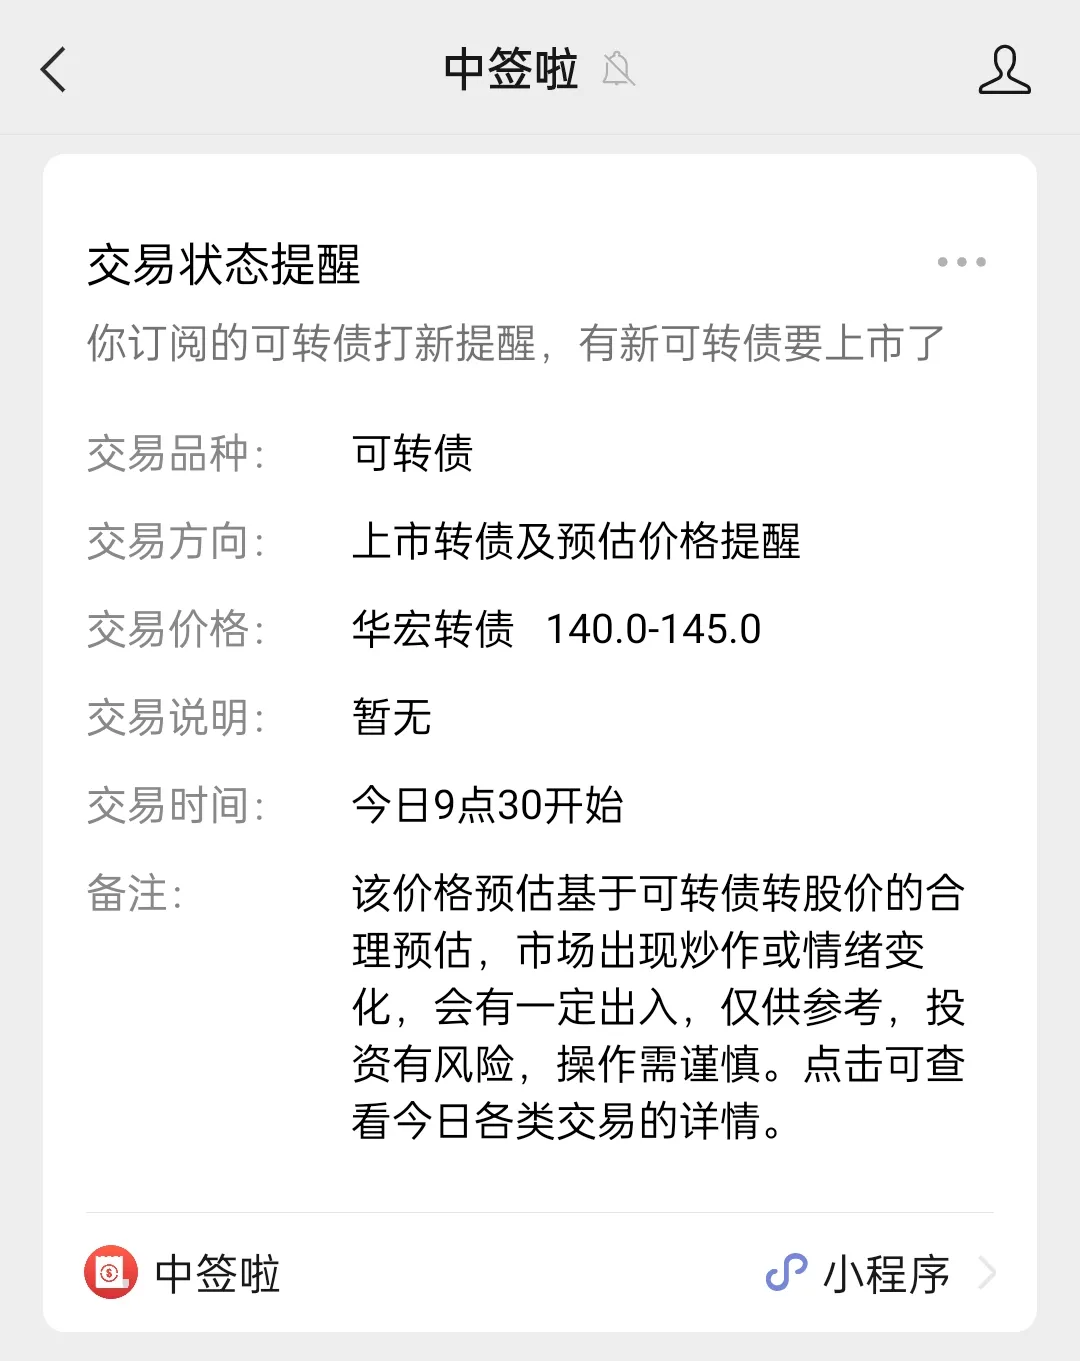 中签啦
交易状态提醒
你订阅的可转债打新提醒，有新可转债要上市了
交易品种： 可转债
交易方向： 上市转债及预估价格提醒
交易价格： 华宏转债 140.0-145.0
交易说明： 暂无
交易时间： 今日9点30开始
备注： 该价格预估基于可转债转股价的合
理预估，市场出现炒作或情绪变
化，会有一定出入，仅供参考，投
资有风险，操作需谨慎。点击可查
看今日各类交易的详情。
中签啦 小程序